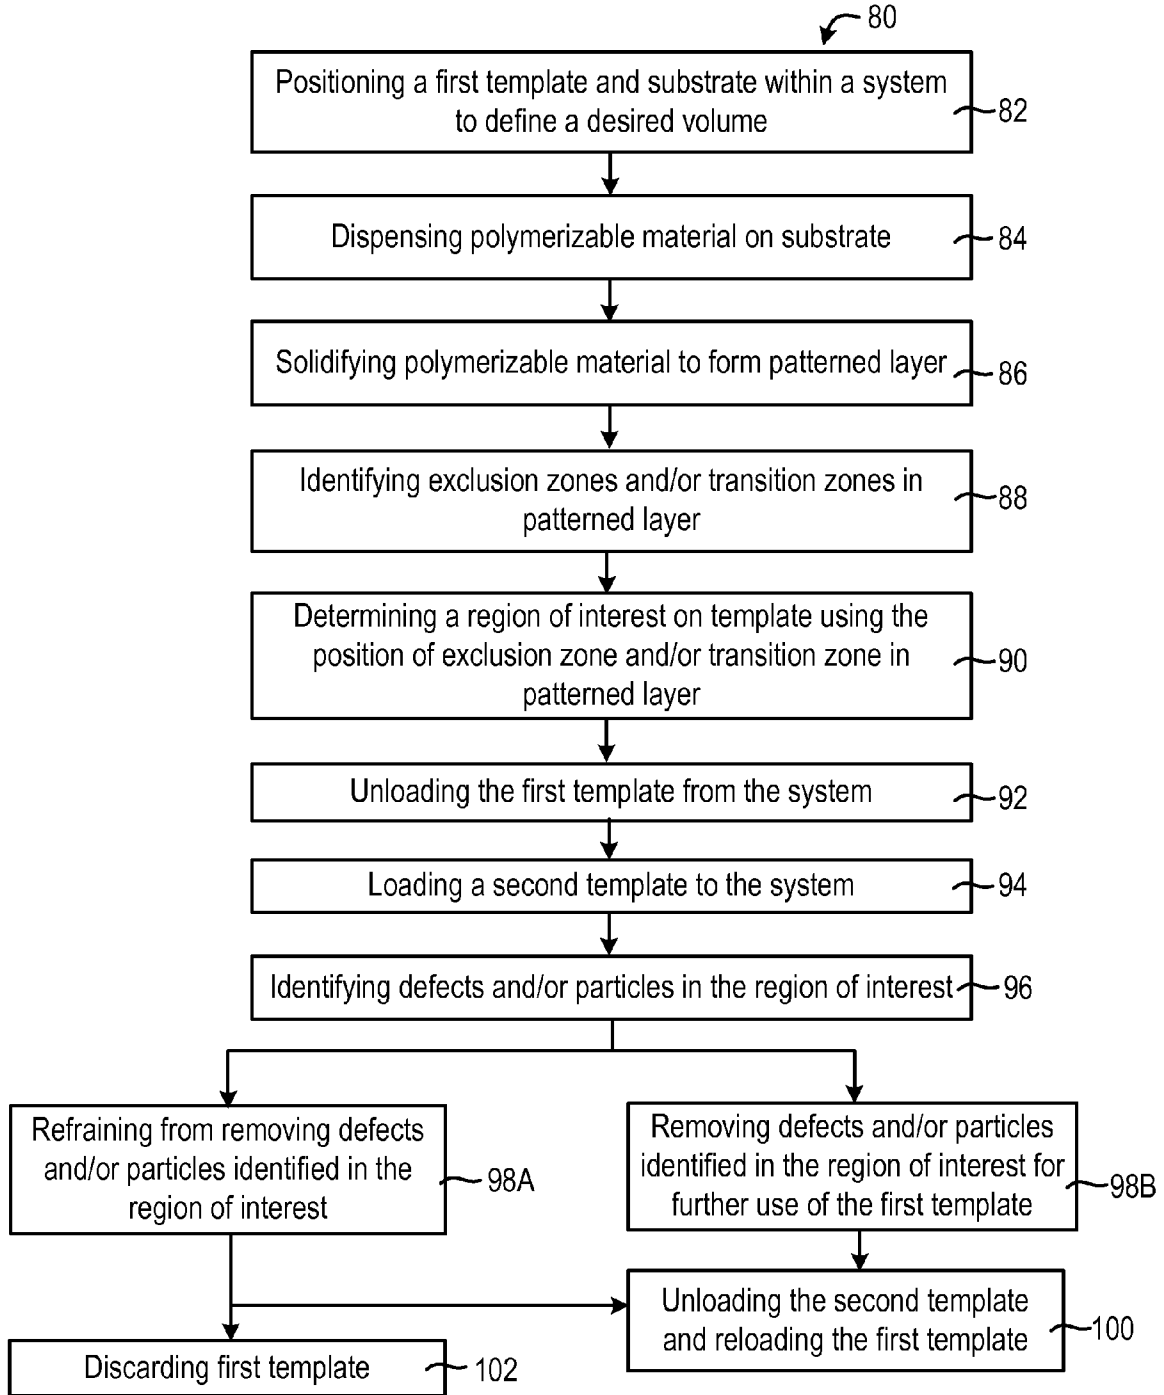 80
Positioning a first template and substrate within a system
to define a desired volume
82
Dispensing polymerizable material on substrate
84
Solidifying polymerizable material to form patterned layer
86
Identifying exclusion zones and/or transition zones in
patterned layer
88
Determining a region of interest on template using the
position of exclusion zone and/or transition zone in
patterned layer
90
Unloading the first template from the system
92
Loading a second template to the system
94
Identifying defects and/or particles in the region of interest
96
Refraining from removing defects
and/or particles identified in the
region of interest
98A
Removing defects and/or particles
identified in the region of interest for
further use of the first template
98B
Unloading the second template
and reloading the first template
100
Discarding first template
102